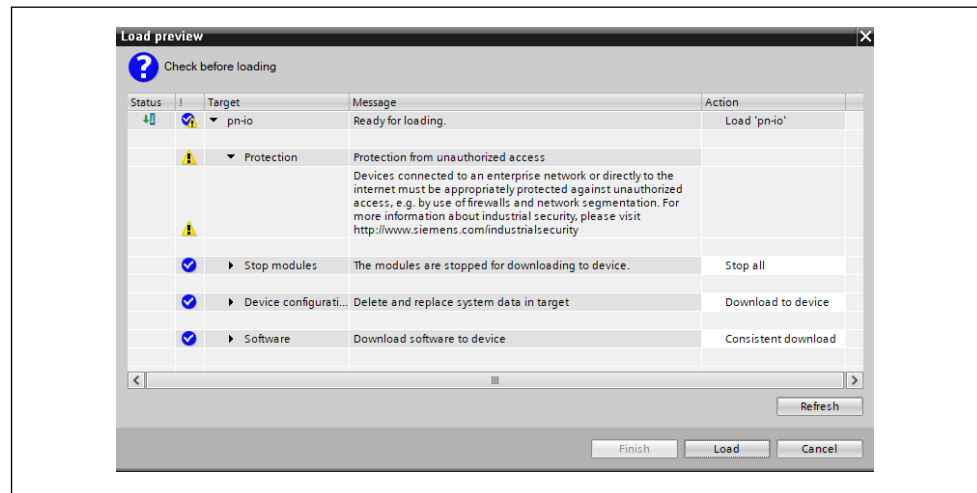 Load preview
Check before loading
Status ! Target Message Action
pn-io Ready for loading. Load 'pn-io'
Protection Protection from unauthorized access
Devices connected to an enterprise network or directly to the
internet must be appropriately protected against unauthorized
access, e.g. by use of firewalls and network segmentation. For
more information about industrial security, please visit
http://www.siemens.com/industrialsecurity
Stop modules The modules are stopped for downloading to device. Stop all
Device configurati... Delete and replace system data in target Download to device
Software Download software to device Consistent download
Refresh
Finish Load Cancel